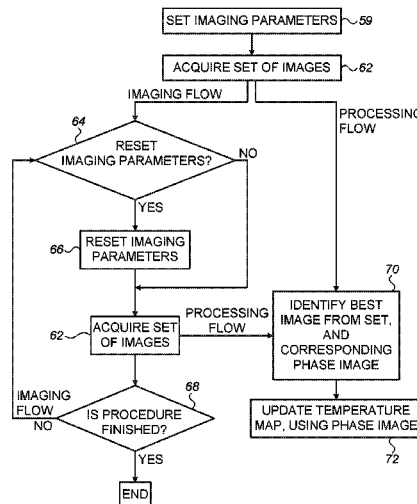 SET IMAGING PARAMETERS
59
ACQUIRE SET OF IMAGES
62
IMAGING FLOW
PROCESSING
FLOW
64
RESET
IMAGING PARAMETERS?
NO
YES
66
RESET IMAGING
PARAMETERS
ACQUIRE SET
OF IMAGES
62
PROCESSING
FLOW
70
IDENTIFY BEST
IMAGE FROM SET,
AND
CORRESPONDING
PHASE IMAGE
IMAGING
FLOW
NO
68
IS PROCEDURE
FINISHED?
YES
UPDATE TEMPERATURE
MAP, USING PHASE IMAGE
72
END